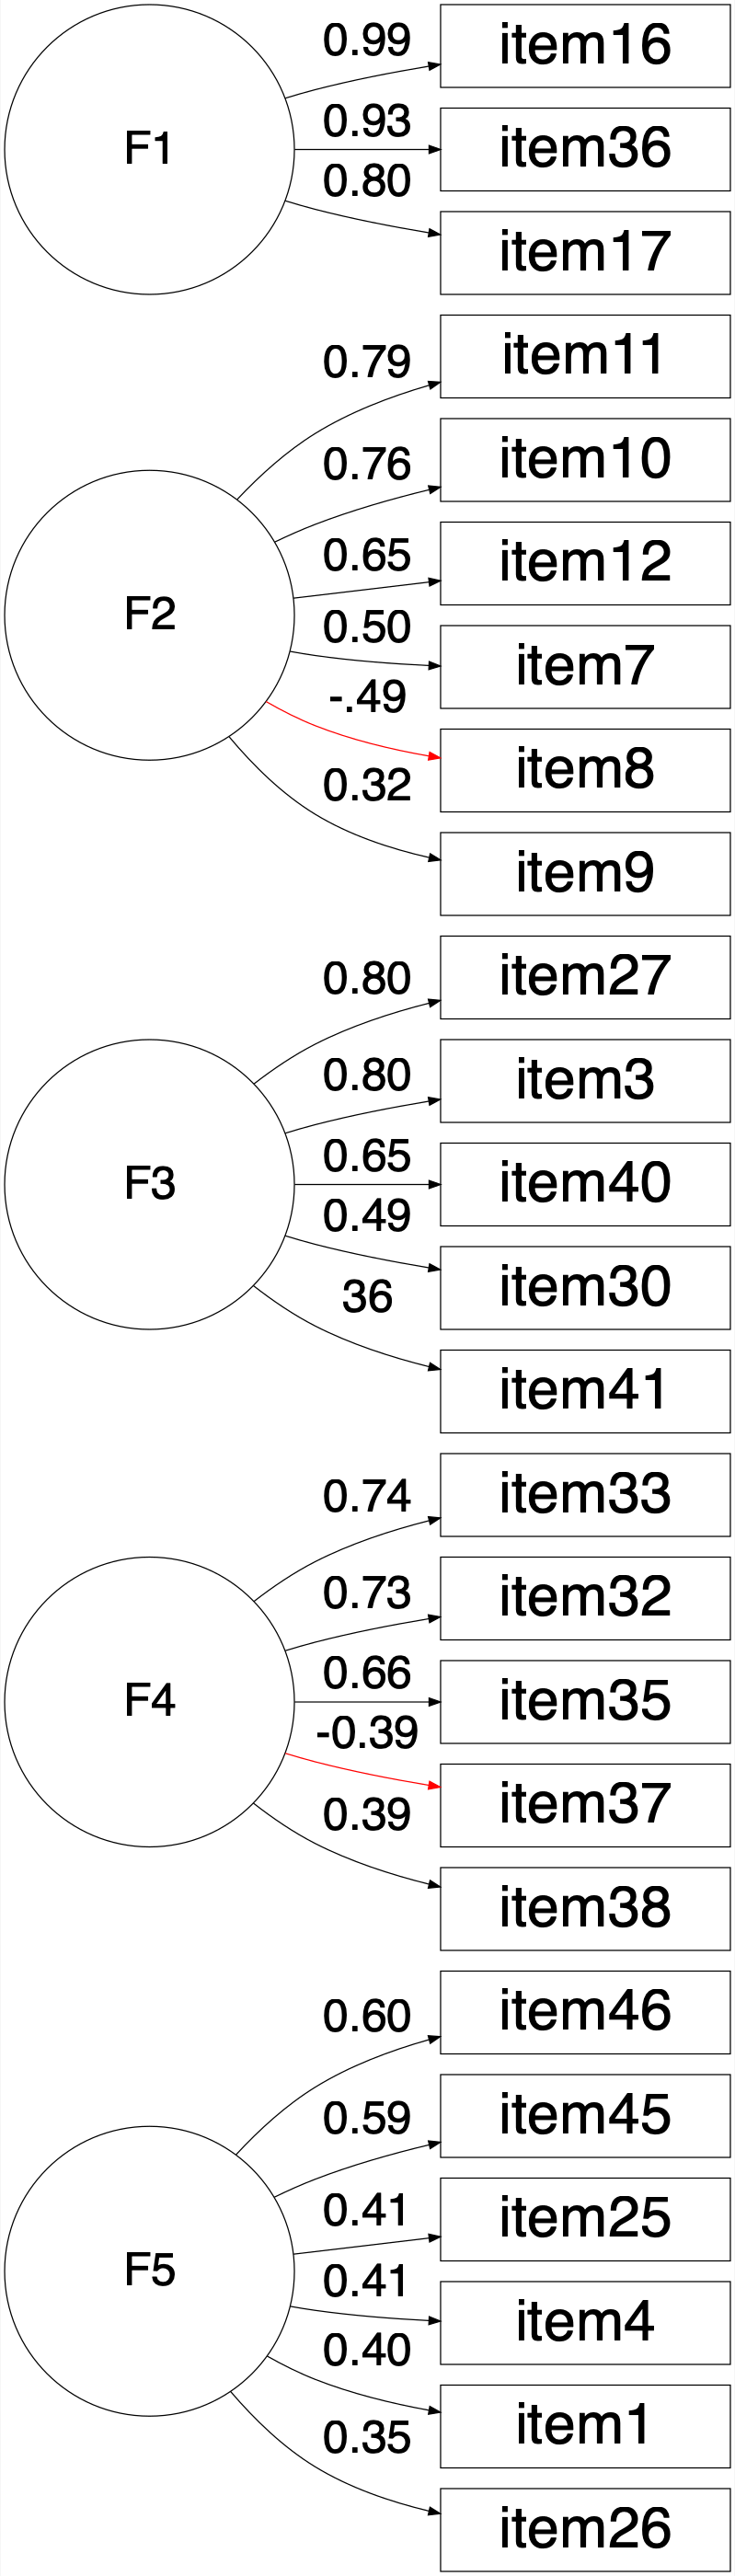 F1
0.99 item16
0.93 item36
0.80 item17
F2
0.79 item11
0.76 item10
0.65 item12
0.50 item7
-.49 item8
0.32 item9
F3
0.80 item27
0.80 item3
0.65 item40
0.49 item30
36 item41
F4
0.74 item33
0.73 item32
0.66 item35
-0.39 item37
0.39 item38
F5
0.60 item46
0.59 item45
0.41 item25
0.41 item4
0.40 item1
0.35 item26